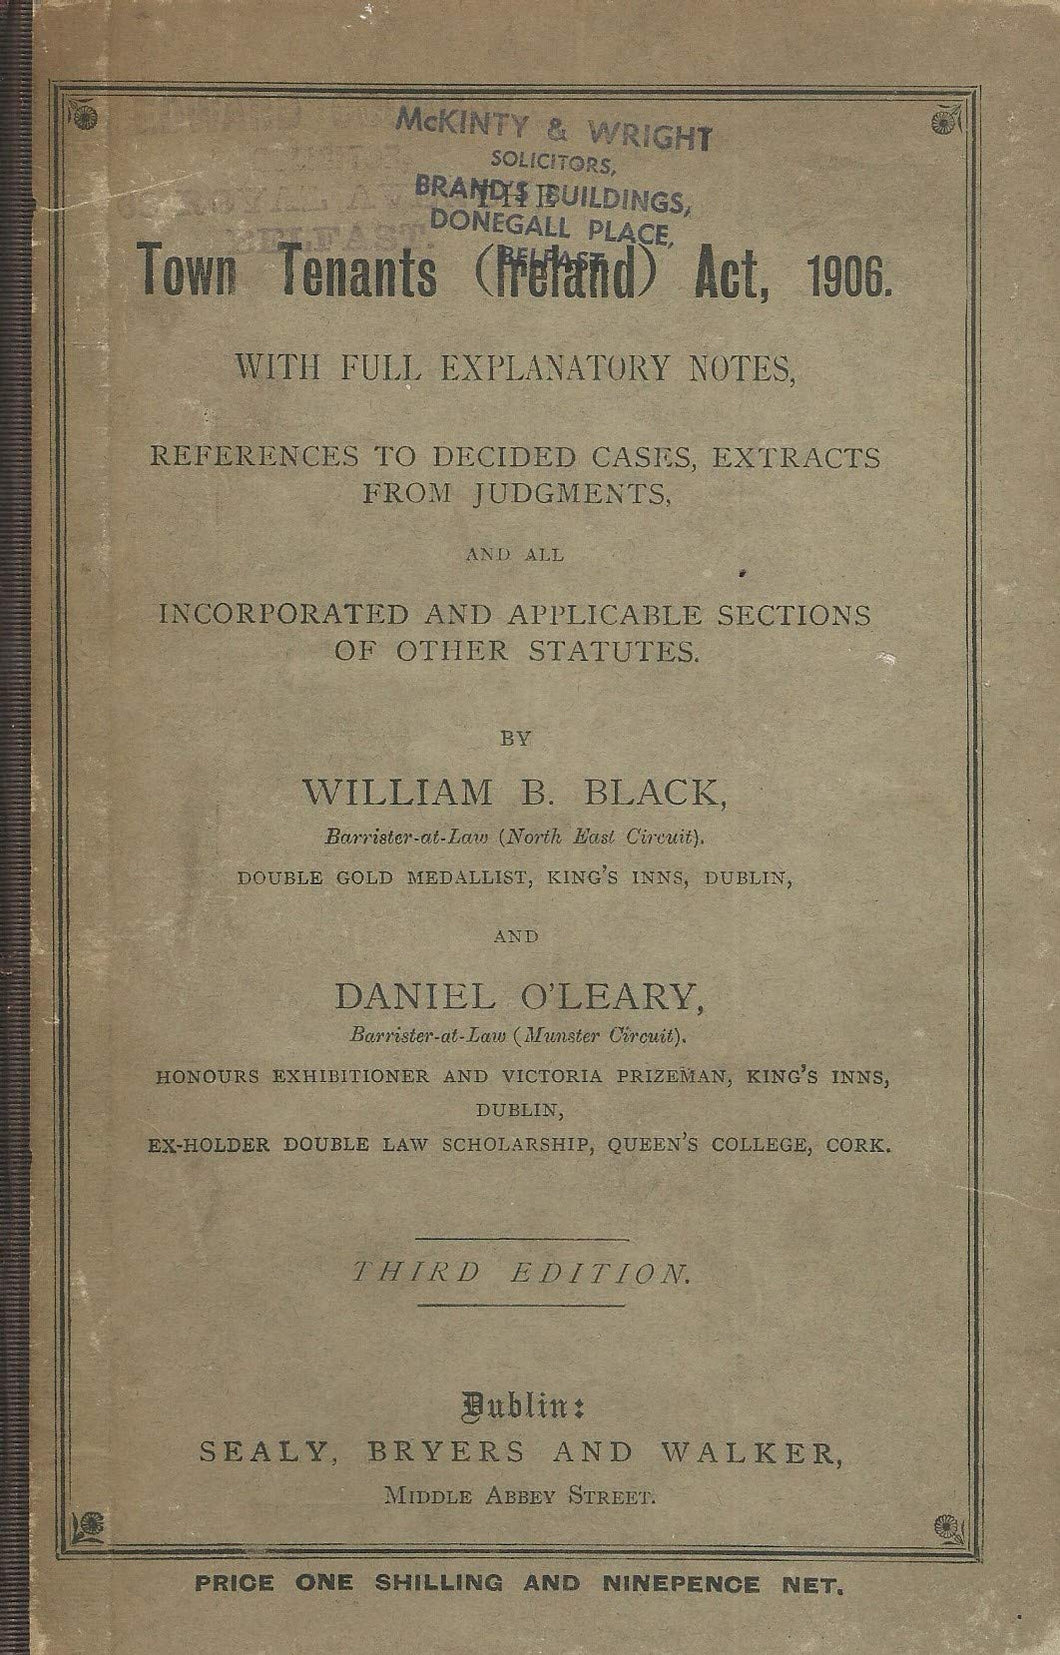 McKINTY & WRIGHT
SOLICITORS,
BRAND'S BUILDINGS,
DONEGALL PLACE,
BELFAST
THE
Town Tenants (Ireland) Act, 1906.
WITH FULL EXPLANATORY NOTES,
REFERENCES TO DECIDED CASES, EXTRACTS
FROM JUDGMENTS,
AND ALL
INCORPORATED AND APPLICABLE SECTIONS
OF OTHER STATUTES.
BY
WILLIAM B. BLACK,
Barrister-at-Law (North East Circuit).
DOUBLE GOLD MEDALLIST, KING'S INNS, DUBLIN,
AND
DANIEL O'LEARY,
Barrister-at-Law (Munster Circuit).
HONOURS EXHIBITIONER AND VICTORIA PRIZEMAN, KING'S INNS,
DUBLIN,
EX-HOLDER DOUBLE LAW SCHOLARSHIP, QUEEN'S COLLEGE, CORK.
THIRD EDITION.
Dublin:
SEALY, BRYERS AND WALKER,
MIDDLE ABBEY STREET.
PRICE ONE SHILLING AND NINEPENCE NET.